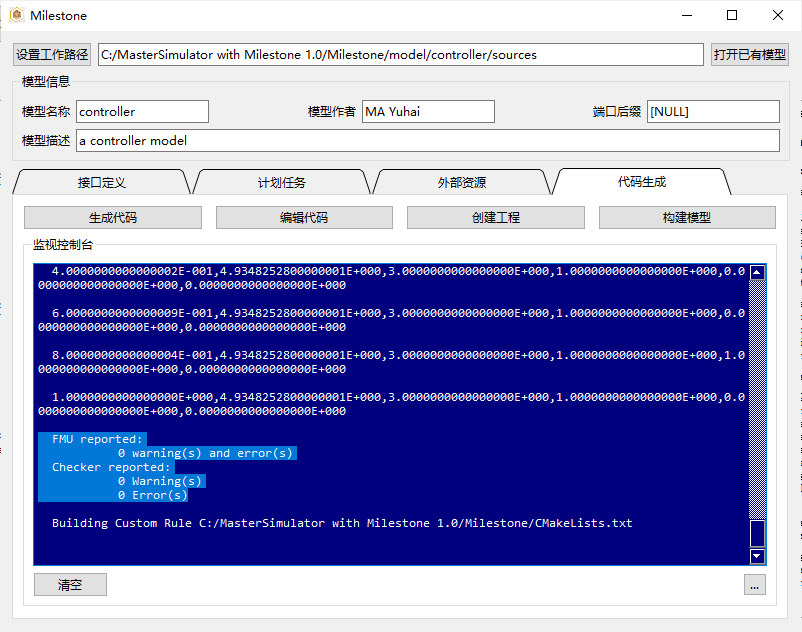 Milestone
设置工作路径 C:/MasterSimulator with Milestone 1.0/Milestone/model/controller/sources 打开已有模型
模型信息
模型名称 controller 模型作者 MA Yuhai 端口后缀 [NULL]
模型描述 a controller model
接口定义 计划任务 外部资源 代码生成
生成代码 编辑代码 创建工程 构建模型
监视控制台
4.0000000000000002E-001,4.9348252800000001E+000,3.0000000000000000E+000,1.0000000000000000E+000,0.0
000000000000000E+000,0.0000000000000000E+000
6.0000000000000009E-001,4.9348252800000001E+000,3.0000000000000000E+000,1.0000000000000000E+000,0.0
000000000000000E+000,0.0000000000000000E+000
8.0000000000000004E-001,4.9348252800000001E+000,3.0000000000000000E+000,1.0000000000000000E+000,1.0
000000000000000E+000,0.0000000000000000E+000
1.0000000000000000E+000,4.9348252800000001E+000,3.0000000000000000E+000,1.0000000000000000E+000,0.0
000000000000000E+000,0.0000000000000000E+000
FMU reported:
0 warning(s) and error(s)
Checker reported:
0 Warning(s)
0 Error(s)
Building Custom Rule C:/MasterSimulator with Milestone 1.0/Milestone/CMakeLists.txt
清空 ...